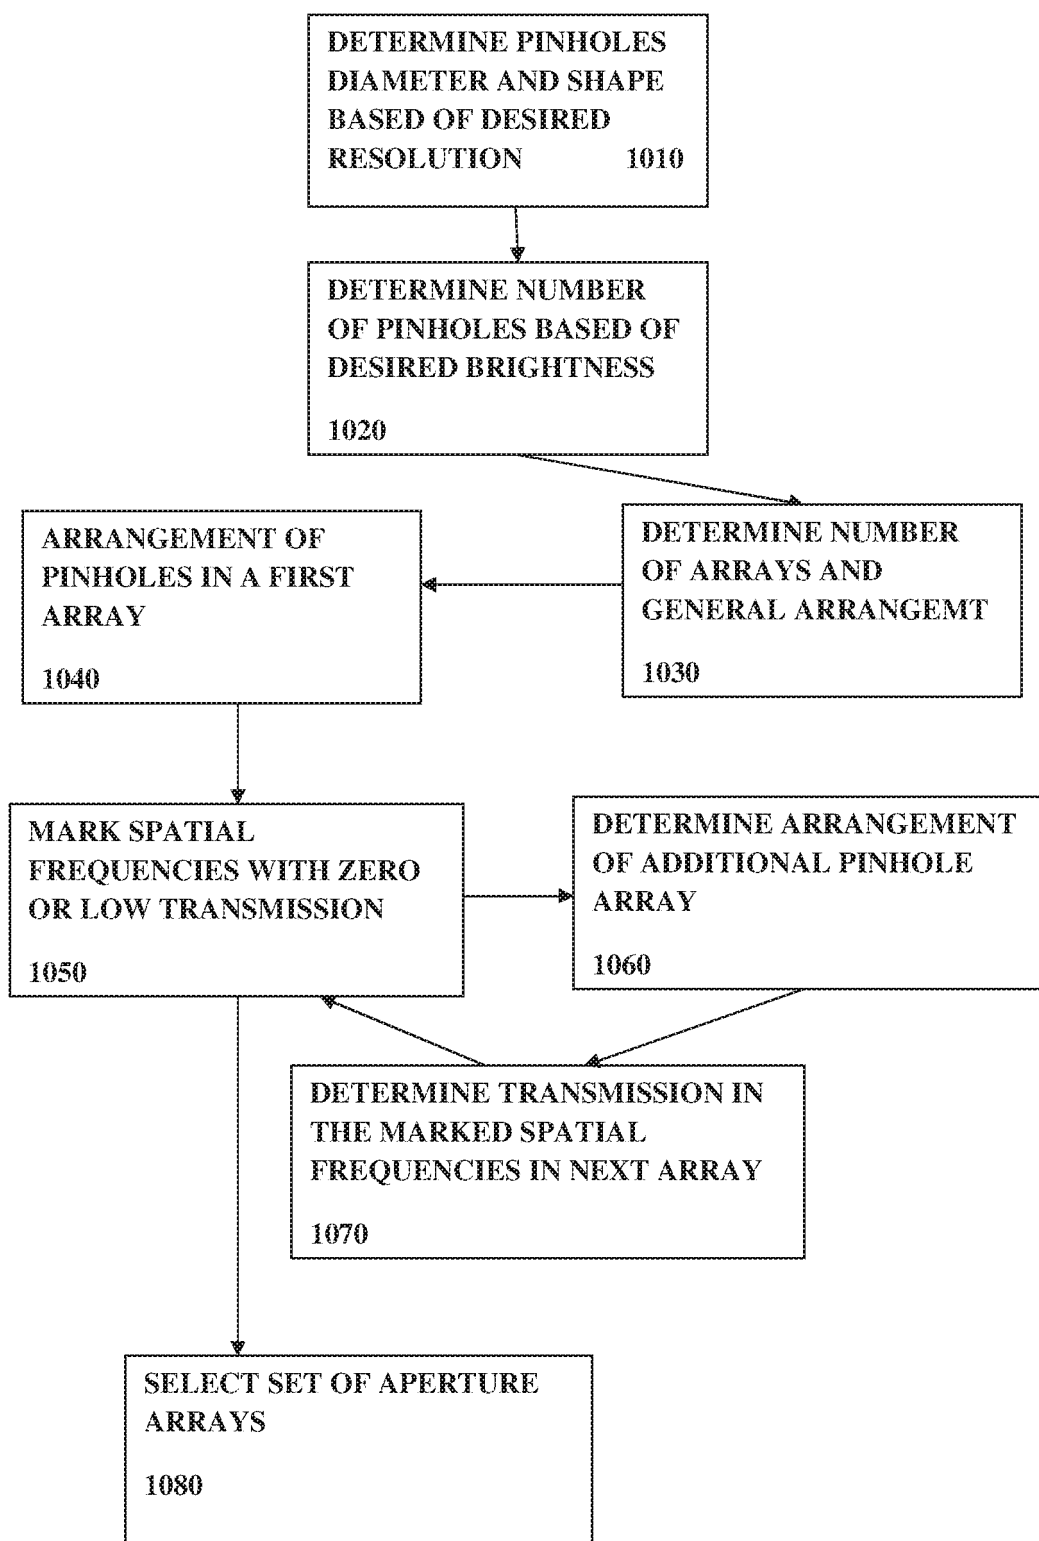 DETERMINE PINHOLES
DIAMETER AND SHAPE
BASED OF DESIRED
RESOLUTION 1010
DETERMINE NUMBER
OF PINHOLES BASED OF
DESIRED BRIGHTNESS
1020
DETERMINE NUMBER
OF ARRAYS AND
GENERAL ARRANGEMT
1030
ARRANGEMENT OF
PINHOLES IN A FIRST
ARRAY
1040
MARK SPATIAL
FREQUENCIES WITH ZERO
OR LOW TRANSMISSION
1050
DETERMINE ARRANGEMENT
OF ADDITIONAL PINHOLE
ARRAY
1060
DETERMINE TRANSMISSION IN
THE MARKED SPATIAL
FREQUENCIES IN NEXT ARRAY
1070
SELECT SET OF APERTURE
ARRAYS
1080